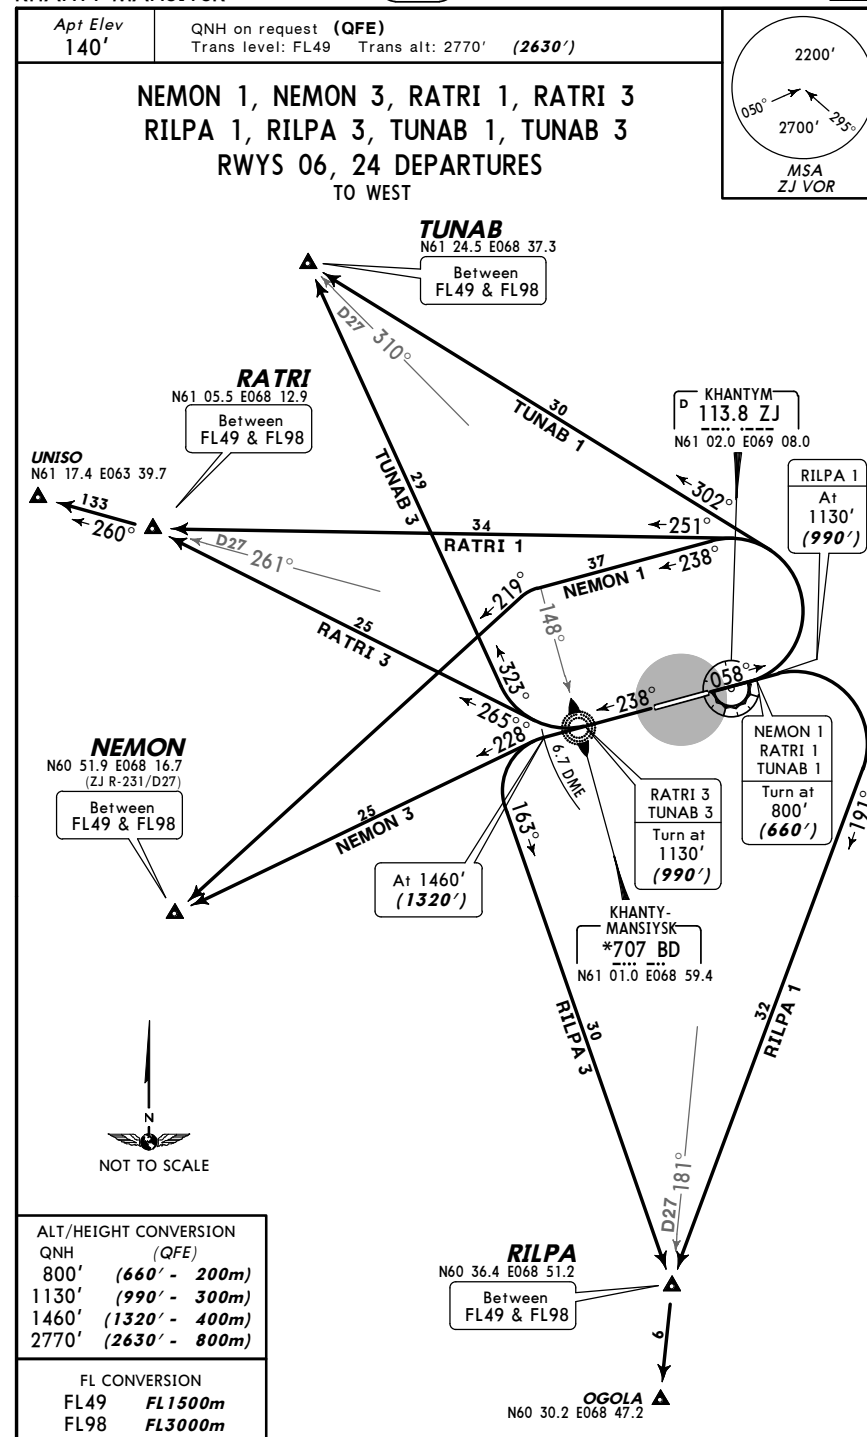 Apt Elev
140'
QNH on request (QFE)
Trans level: FL49 Trans alt: 2770' (2630')
2200'
050°
295°
2700'
MSA
ZJ VOR
NEMON 1, NEMON 3, RATRI 1, RATRI 3
RILPA 1, RILPA 3, TUNAB 1, TUNAB 3
RWYS 06, 24 DEPARTURES
TO WEST
TUNAB
N61 24.5 E068 37.3
Between
FL49 & FL98
D27 310°
RATRI
N61 05.5 E068 12.9
Between
FL49 & FL98
UNISO
N61 17.4 E063 39.7
133
260°
30
TUNAB 1
302°
KHANTYM
D 113.8 ZJ
N61 02.0 E069 08.0
RILPA 1
At
1130'
(990')
29
TUNAB 3
323°
34
RATRI 1
251°
D27 261°
37
NEMON 1
238°
219°
148°
25
RATRI 3
265°
238°
058°
NEMON
N60 51.9 E068 16.7
(ZJ R-231/D27)
Between
FL49 & FL98
228°
25
NEMON 3
6.7 DME
163°
191°
NEMON 1
RATRI 1
TUNAB 1
Turn at
800'
(660')
RATRI 3
TUNAB 3
Turn at
1130'
(990')
At 1460'
(1320')
KHANTY-
MANSIYSK
*707 BD
N61 01.0 E068 59.4
30
RILPA 3
32
RILPA 1
D27 181°
N
NOT TO SCALE
RILPA
N60 36.4 E068 51.2
Between
FL49 & FL98
6
OGOLA
N60 30.2 E068 47.2
ALT/HEIGHT CONVERSION
QNH (QFE)
800' (660' - 200m)
1130' (990' - 300m)
1460' (1320' - 400m)
2770' (2630' - 800m)
FL CONVERSION
FL49 FL1500m
FL98 FL3000m